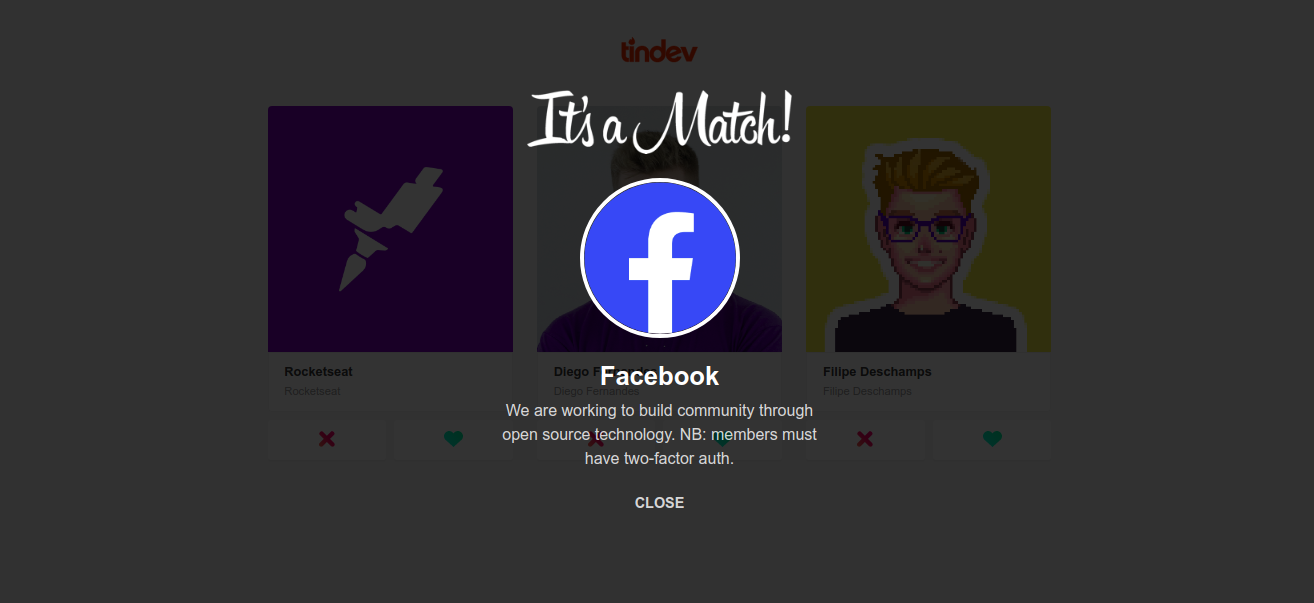 tindev
It's a Match!
Facebook
We are working to build community through
open source technology. NB: members must
have two-factor auth.
CLOSE
Rocketseat
Rocketseat
Diego Fernandes
Diego Fernandes
Filipe Deschamps
Filipe Deschamps